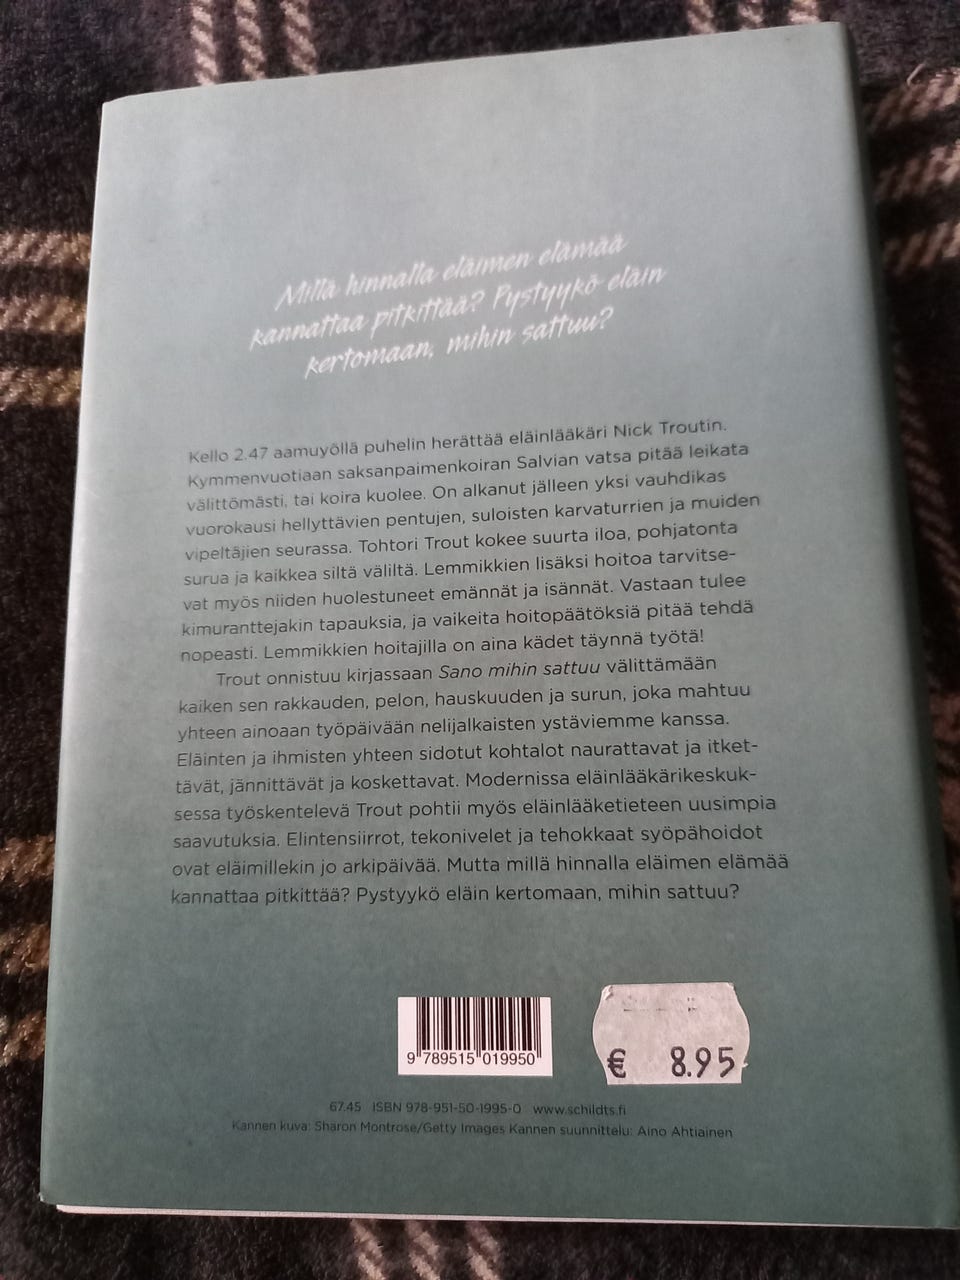 Millä hinnalla eläimen elämää
kannattaa pitkittää? Pystyykö eläin
kertomaan, mihin sattuu?
Kello 2.47 aamuyöllä puhelin herättää eläinlääkäri Nick Troutin.
Kymmenvuotiaan saksanpaimenkoiran Salvian vatsa pitää leikata
välittömästi, tai koira kuolee. On alkanut jälleen yksi vauhdikas
vuorokausi hellyttävien pentujen, suloisten karvaturrien ja muiden
vipeltäjien seurassa. Tohtori Trout kokee suurta iloa, pohjatonta
surua ja kaikkea siltä väliltä. Lemmikkien lisäksi hoitoa tarvitse-
vat myös niiden huolestuneet emännät ja isännät. Vastaan tulee
kimuranttejakin tapauksia, ja vaikeita hoitopäätöksiä pitää tehdä
nopeasti. Lemmikkien hoitajilla on aina kädet täynnä työtä!
Trout onnistuu kirjassaan Sano mihin sattuu välittämään
kaiken sen rakkauden, pelon, hauskuuden ja surun, joka mahtuu
yhteen ainoaan työpäivään nelijalkaisten ystäviemme kanssa.
Eläinten ja ihmisten yhteen sidotut kohtalot naurattavat ja itket-
tävät, jännittävät ja koskettavat. Modernissa eläinlääkärikeskuk-
sessa työskentelevä Trout pohtii myös eläinlääketieteen uusimpia
saavutuksia. Elintensiirrot, tekonivelet ja tehokkaat syöpähoidot
ovat eläimillekin jo arkipäivää. Mutta millä hinnalla eläimen elämää
kannattaa pitkittää? Pystyykö eläin kertomaan, mihin sattuu?
9 789515 019950
€ 8.95
67.45 ISBN 978-951-50-1995-0 www.schildts.fi
Kannen kuva: Sharon Montrose/Getty Images Kannen suunnittelu: Aino Ahtiainen